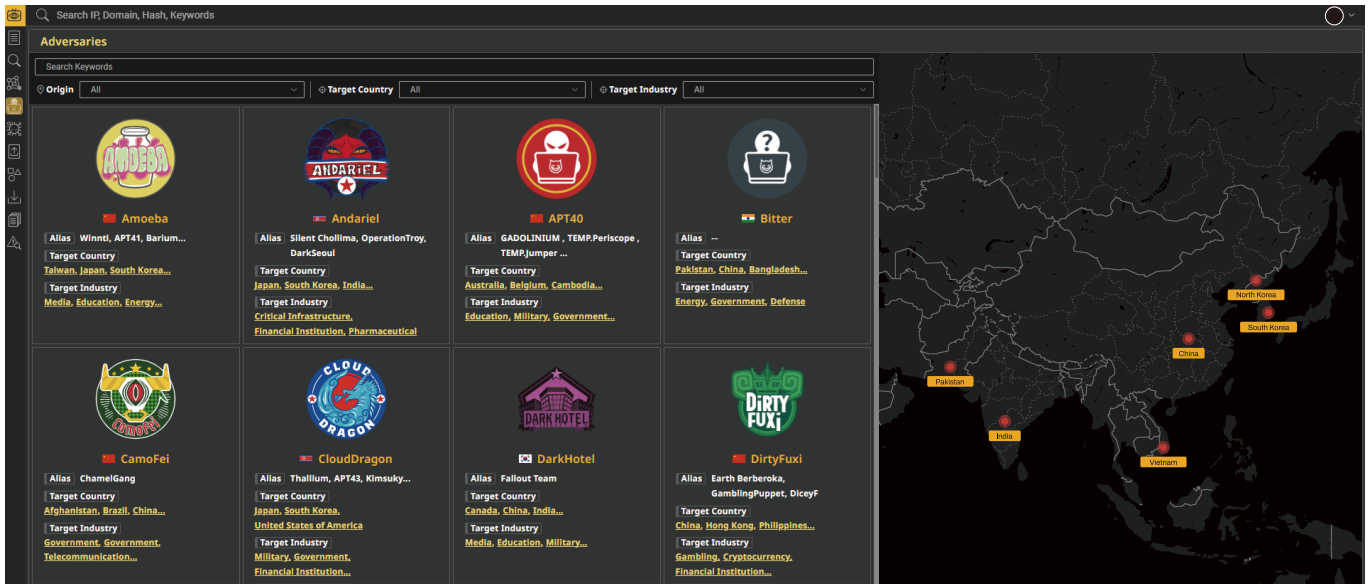 Search IP, Domain, Hash, Keywords
Adversaries
Search Keywords
Origin All Target Country All Target Industry All
AMOEBA
Amoeba
Alias Winnti, APT41, Barium...
Target Country
Taiwan, Japan, South Korea...
Target Industry
Media, Education, Energy...
ANDARIEL
Andariel
Alias Silent Chollima, OperationTroy,
DarkSeoul
Target Country
Japan, South Korea, India...
Target Industry
Critical Infrastructure,
Financial Institution, Pharmaceutical
APT40
Alias GADOLINIUM , TEMP.Periscope ,
TEMP.Jumper ...
Target Country
Australia, Belgium, Cambodia...
Target Industry
Education, Military, Government...
?
Bitter
Alias --
Target Country
Pakistan, China, Bangladesh...
Target Industry
Energy, Government, Defense
CamoFei
CamoFei
Alias ChamelGang
Target Country
Afghanistan, Brazil, China...
Target Industry
Government, Government,
Telecommunication...
CLOUD
DRAGON
CloudDragon
Alias Thallium, APT43, Kimsuky...
Target Country
Japan, South Korea,
United States of America
Target Industry
Military, Government,
Financial Institution...
DARK HOTEL
DarkHotel
Alias Fallout Team
Target Country
Canada, China, India...
Target Industry
Media, Education, Military...
DiRTY
FUXi
DirtyFuxi
Alias Earth Berberoka,
GamblingPuppet, DiceyF
Target Country
China, Hong Kong, Philippines...
Target Industry
Gambling, Cryptocurrency,
Financial Institution...
North Korea
South Korea
China
Pakistan
India
Vietnam